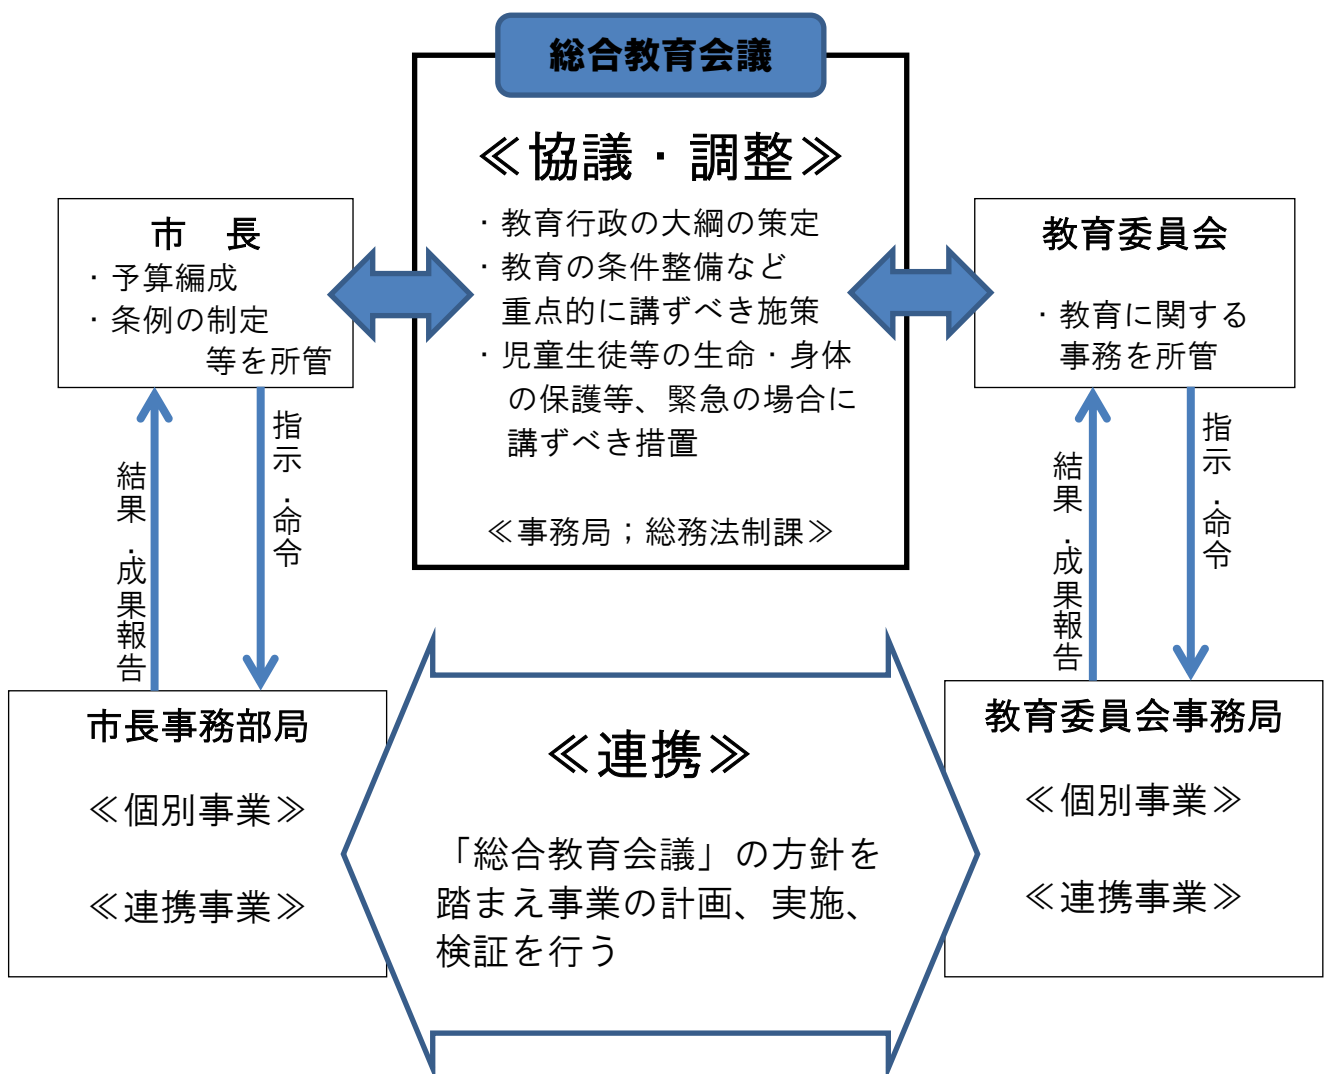 総合教育会議
≪協議・調整≫
・教育行政の大綱の策定
・教育の条件整備など
重点的に講ずべき施策
・児童生徒等の生命・身体
の保護等、緊急の場合に
講ずべき措置
≪事務局；総務法制課≫
市　長
・予算編成
・条例の制定
等を所管
教育委員会
・教育に関する
事務を所管
結果・成果報告
指示・命令
結果・成果報告
指示・命令
市長事務部局
≪個別事業≫
≪連携事業≫
≪連携≫
「総合教育会議」の方針を
踏まえ事業の計画、実施、
検証を行う
教育委員会事務局
≪個別事業≫
≪連携事業≫